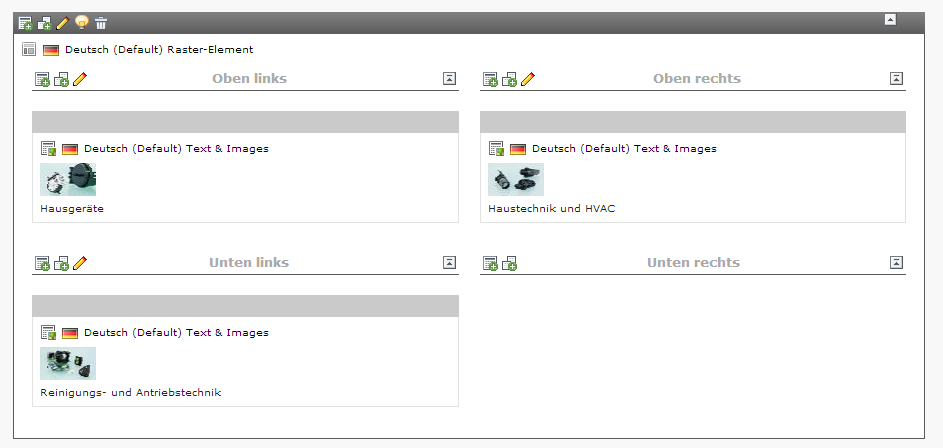 Deutsch (Default) Raster-Element
Oben links
Oben rechts
Deutsch (Default) Text & Images
Deutsch (Default) Text & Images
Hausgeräte
Haustechnik und HVAC
Unten links
Unten rechts
Deutsch (Default) Text & Images
Reinigungs- und Antriebstechnik